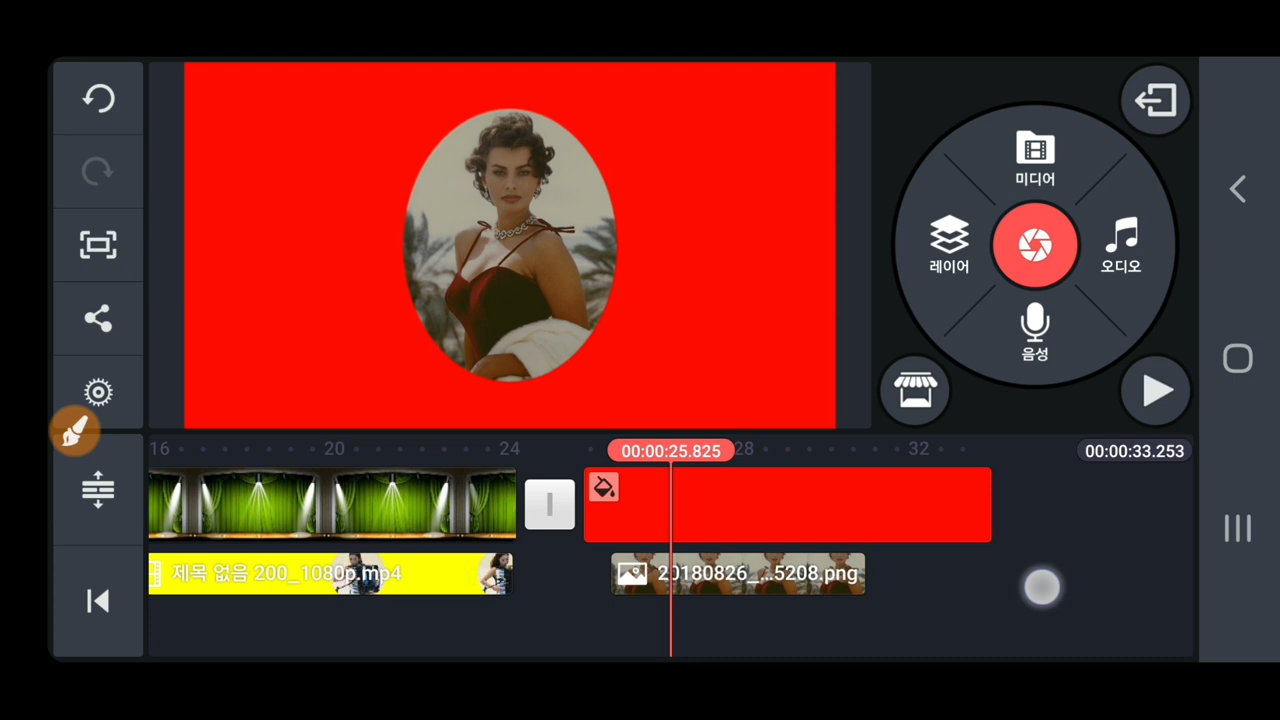 미디어
레이어
오디오
음성
16
20
24
00:00:25.825
28
32
00:00:33.253
제목 없음 200_1080p.mp4
20180826_...5208.png